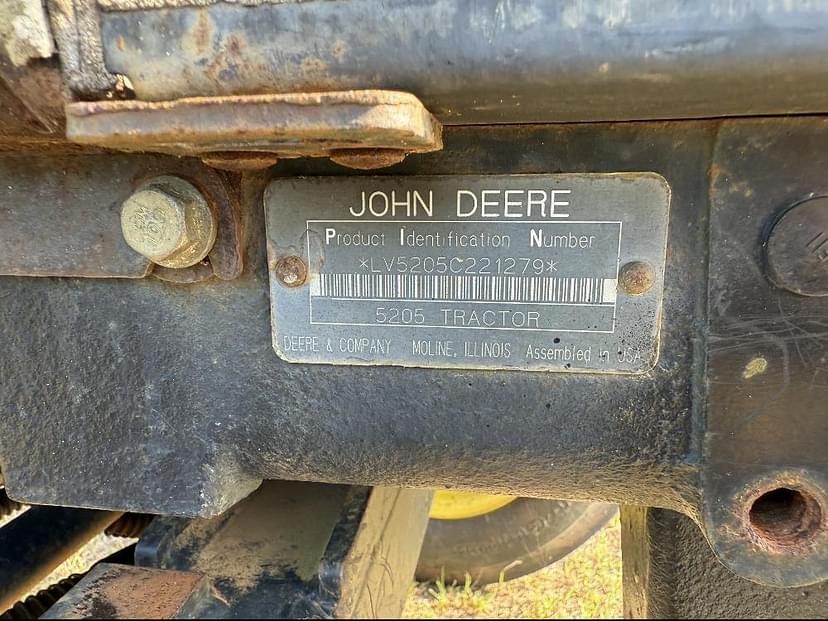 JOHN DEERE
Product Identification Number
*LV5205C221279*
5205 TRACTOR
DEERE & COMPANY MOLINE, ILLINOIS Assembled in USA